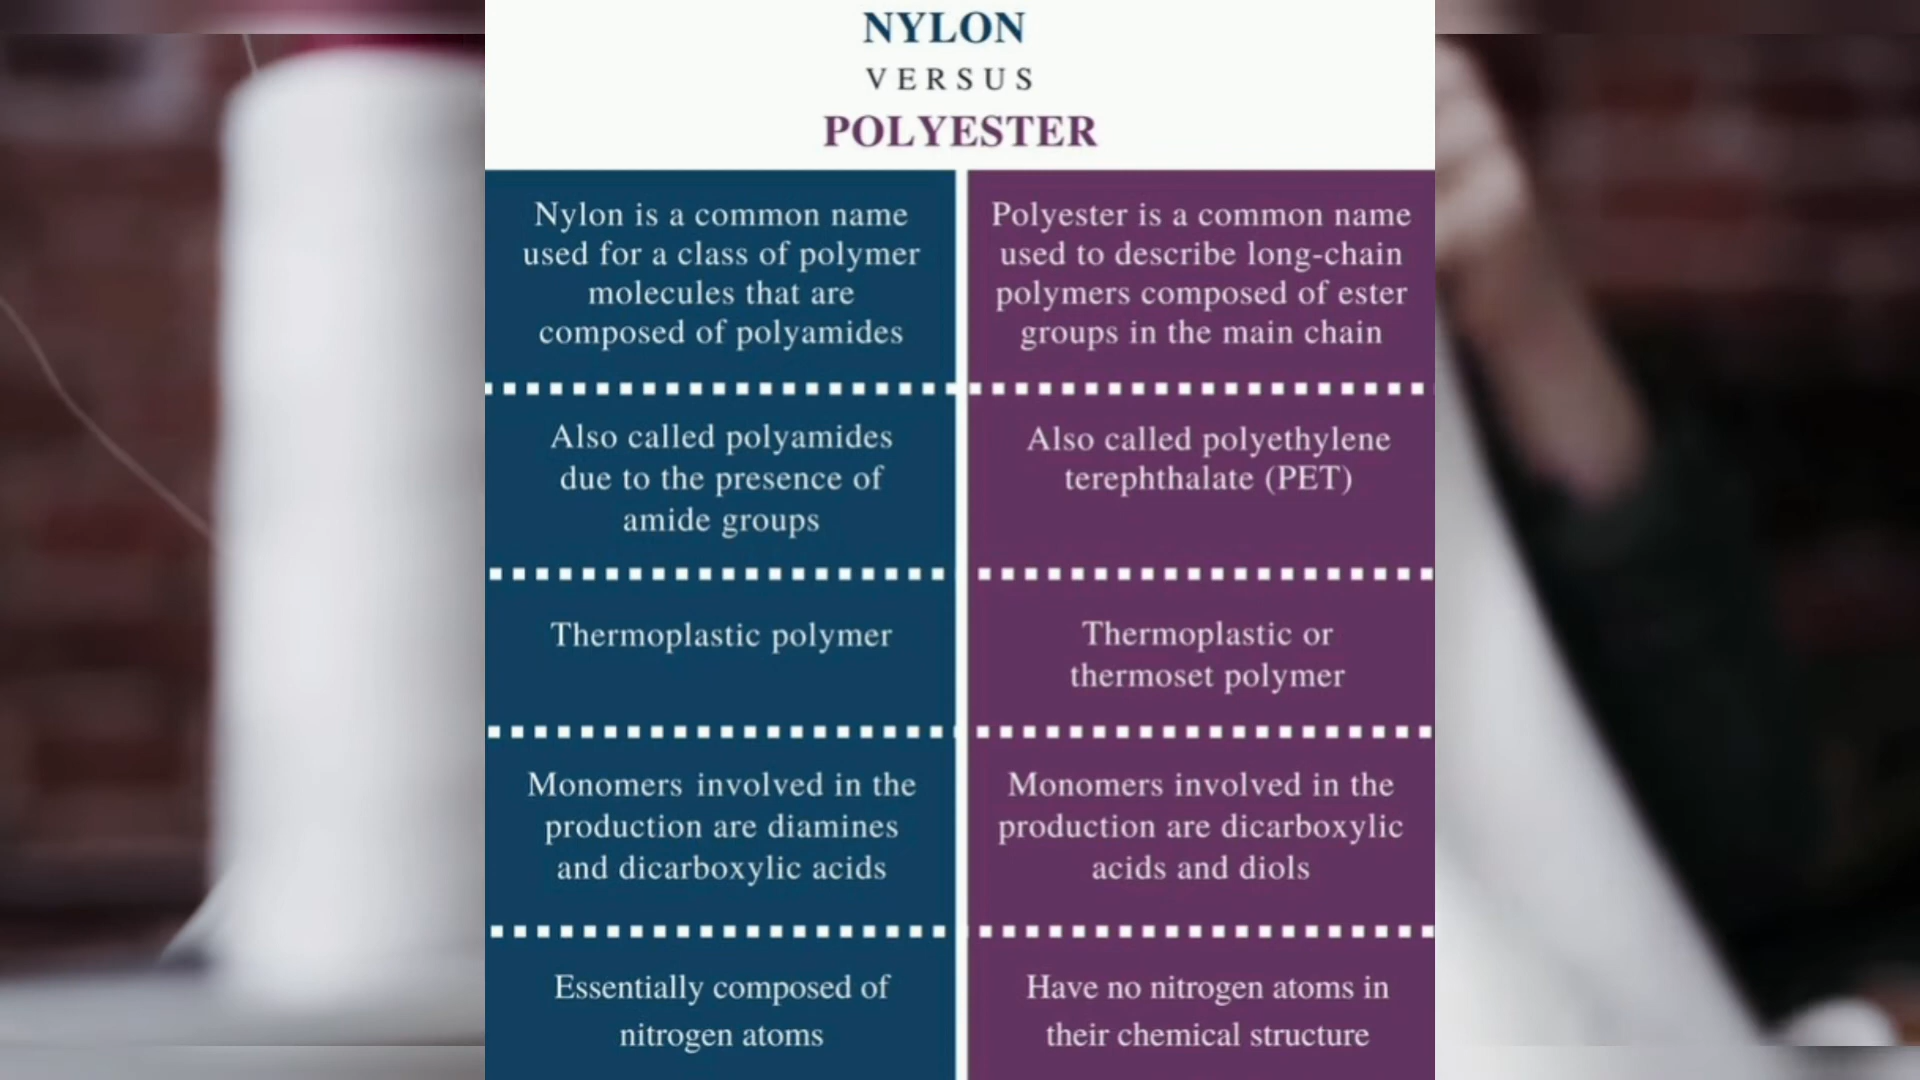 NYLON
VERSUS
POLYESTER
Nylon is a common name
used for a class of polymer
molecules that are
composed of polyamides
Polyester is a common name
used to describe long-chain
polymers composed of ester
groups in the main chain
Also called polyamides
due to the presence of
amide groups
Also called polyethylene
terephthalate (PET)
Thermoplastic polymer
Thermoplastic or
thermoset polymer
Monomers involved in the
production are diamines
and dicarboxylic acids
Monomers involved in the
production are dicarboxylic
acids and diols
Essentially composed of
nitrogen atoms
Have no nitrogen atoms in
their chemical structure